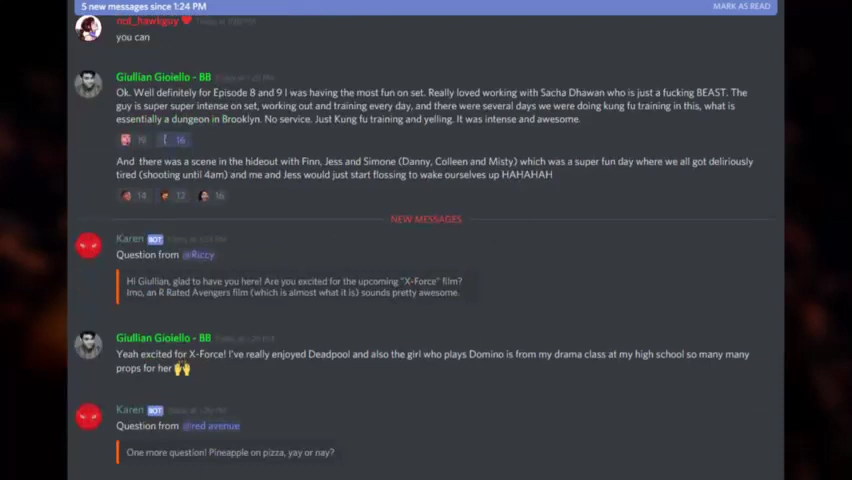 5 new messages since 1:24 PM
MARK AS READ
not_hawkguy
you can
Giullian Gioiello - BB
Ok. Well definitely for Episode 8 and 9 I was having the most fun on set. Really loved working with Sacha Dhawan who is just a fucking BEAST. The
guy is super super intense on set, working out and training every day, and there were several days we were doing kung fu training in this, what is
essentially a dungeon in Brooklyn. No service. Just Kung fu training and yelling. It was intense and awesome.
19 16
And there was a scene in the hideout with Finn, Jess and Simone (Danny, Colleen and Misty) which was a super fun day where we all got deliriously
tired (shooting until 4am) and me and Jess would just start flossing to wake ourselves up HAHAHAH
14 12 16
NEW MESSAGES
Karen BOT
Question from @Riccy
Hi Giullian, glad to have you here! Are you excited for the upcoming "X-Force" film?
Imo, an R Rated Avengers film (which is almost what it is) sounds pretty awesome.
Giullian Gioiello - BB
Yeah excited for X-Force! I've really enjoyed Deadpool and also the girl who plays Domino is from my drama class at my high school so many many
props for her 🙌
Karen BOT
Question from @red avenue
One more question! Pineapple on pizza, yay or nay?